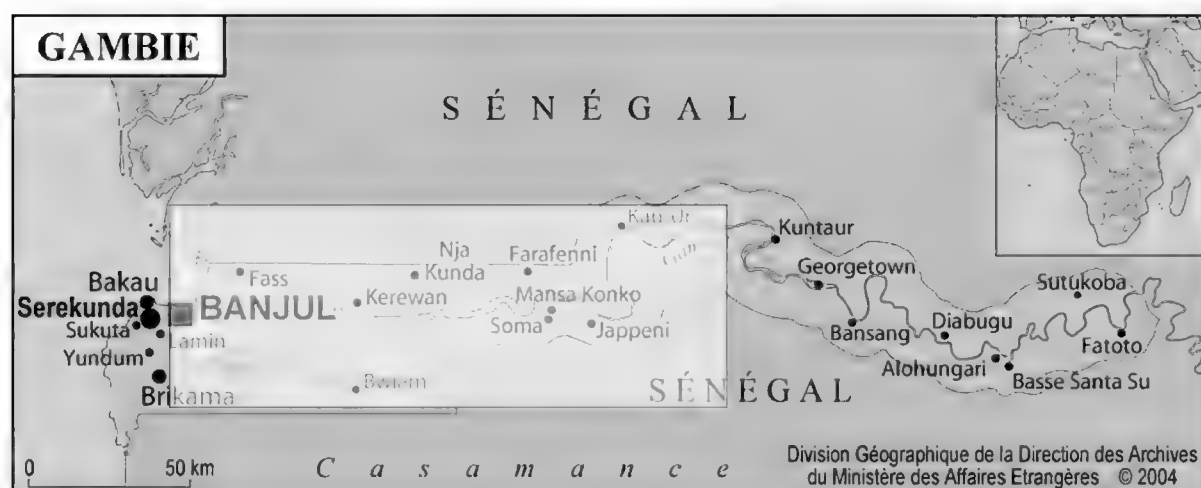 GAMBIE
SÉNÉGAL
Kuntaur
Nja
Kunda
Farafenni
Fass
Georgetown
Sutukoba
Bakau
Kerewan
Mansa Konko
Serekunda
BANJUL
Sukuta
Lamin
Soma
Jappeni
Bansang
Diabugu
Fatoto
Yundum
Alohungari
Basse Santa Su
Brikama
SÉNÉGAL
0 50 km
Casamance
Division Géographique de la Direction des Archives
du Ministère des Affaires Etrangères © 2004